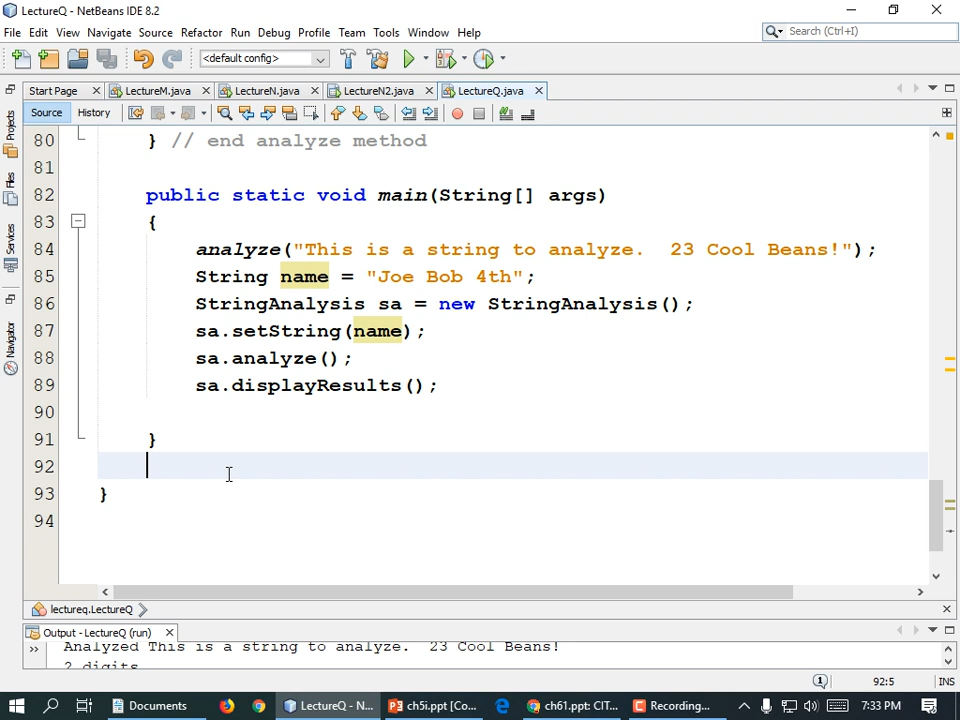 LectureQ - NetBeans IDE 8.2
File Edit View Navigate Source Refactor Run Debug Profile Team Tools Window Help
Search (Ctrl+I)
<default config>
Start Page LectureM.java LectureN.java LectureN2.java LectureQ.java
Source History
Projects
Files
Services
Navigator
80 } // end analyze method
81
82 public static void main(String[] args)
83 {
84 analyze("This is a string to analyze.  23 Cool Beans!");
85 String name = "Joe Bob 4th";
86 StringAnalysis sa = new StringAnalysis();
87 sa.setString(name);
88 sa.analyze();
89 sa.displayResults();
90
91 }
92
93 }
94
lectureq.LectureQ
Output - LectureQ (run)
Analyzed This is a string to analyze.  23 Cool Beans!
2 digits
1 92:5 INS
Documents LectureQ - N... ch5i.ppt [Co... ch61.ppt: CIT... Recording... 7:33 PM